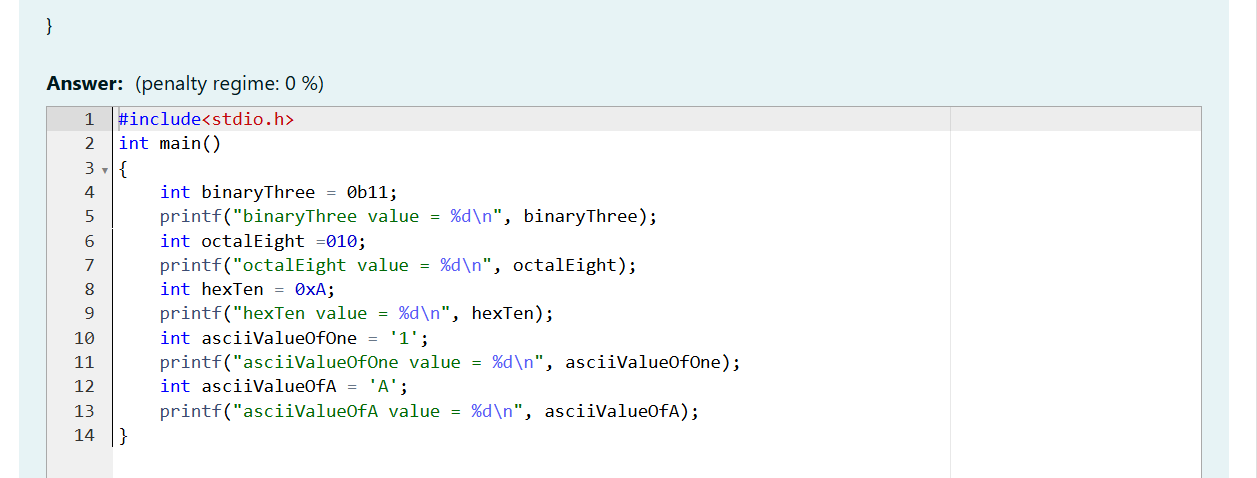 }
Answer: (penalty regime: 0 %)
1 #include<stdio.h>
2 int main()
3 {
4     int binaryThree = 0b11;
5     printf("binaryThree value = %d\n", binaryThree);
6     int octalEight =010;
7     printf("octalEight value = %d\n", octalEight);
8     int hexTen = 0xA;
9     printf("hexTen value = %d\n", hexTen);
10     int asciiValueOfOne = '1';
11     printf("asciiValueOfOne value = %d\n", asciiValueOfOne);
12     int asciiValueOfA = 'A';
13     printf("asciiValueOfA value = %d\n", asciiValueOfA);
14 }